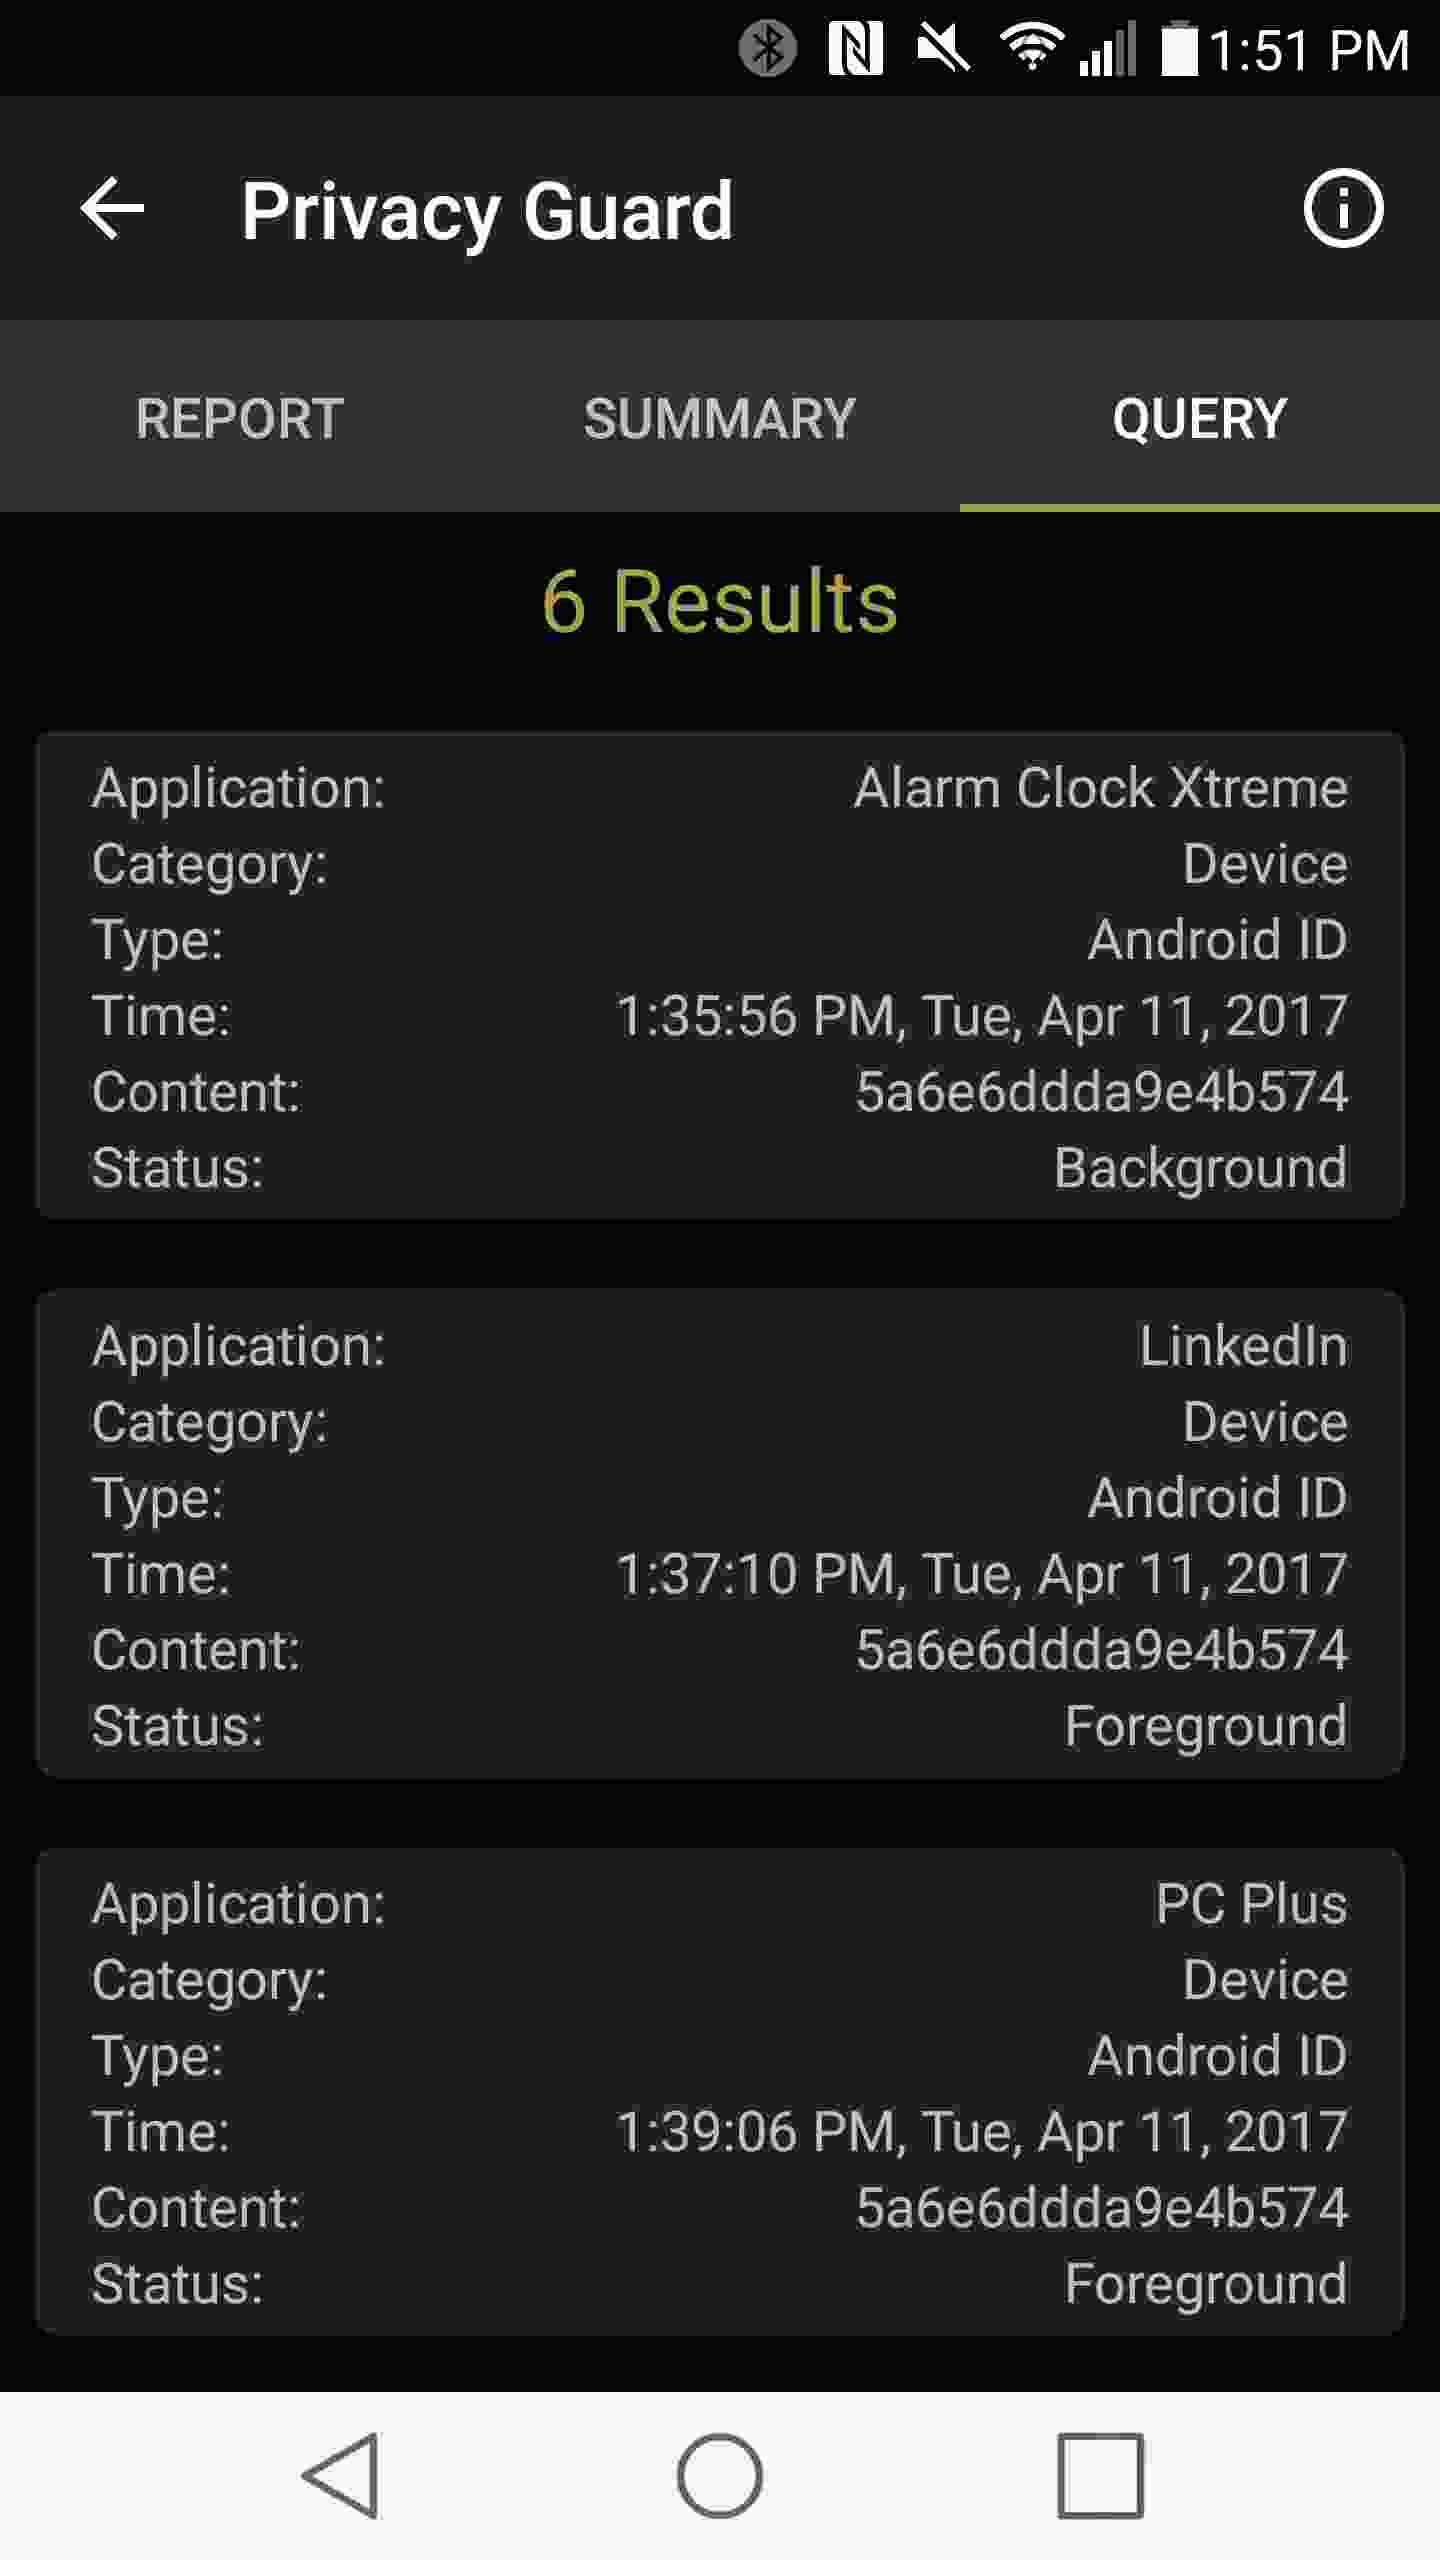 1:51 PM
Privacy Guard
REPORT SUMMARY QUERY
6 Results
Application: Alarm Clock Xtreme
Category: Device
Type: Android ID
Time: 1:35:56 PM, Tue, Apr 11, 2017
Content: 5a6e6ddda9e4b574
Status: Background
Application: LinkedIn
Category: Device
Type: Android ID
Time: 1:37:10 PM, Tue, Apr 11, 2017
Content: 5a6e6ddda9e4b574
Status: Foreground
Application: PC Plus
Category: Device
Type: Android ID
Time: 1:39:06 PM, Tue, Apr 11, 2017
Content: 5a6e6ddda9e4b574
Status: Foreground